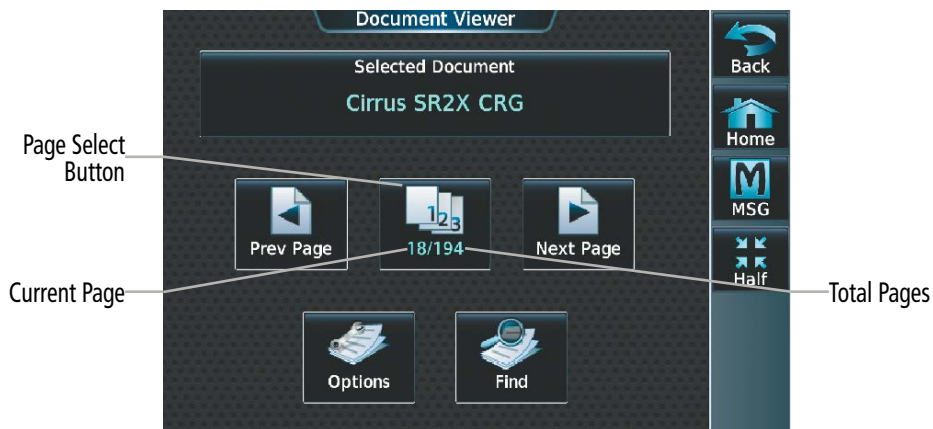 Document Viewer
Selected Document
Cirrus SR2X CRG
Back
Home
MSG
Half
Page Select
Button
Prev Page
123
18/194
Next Page
Current Page
Total Pages
Options
Find